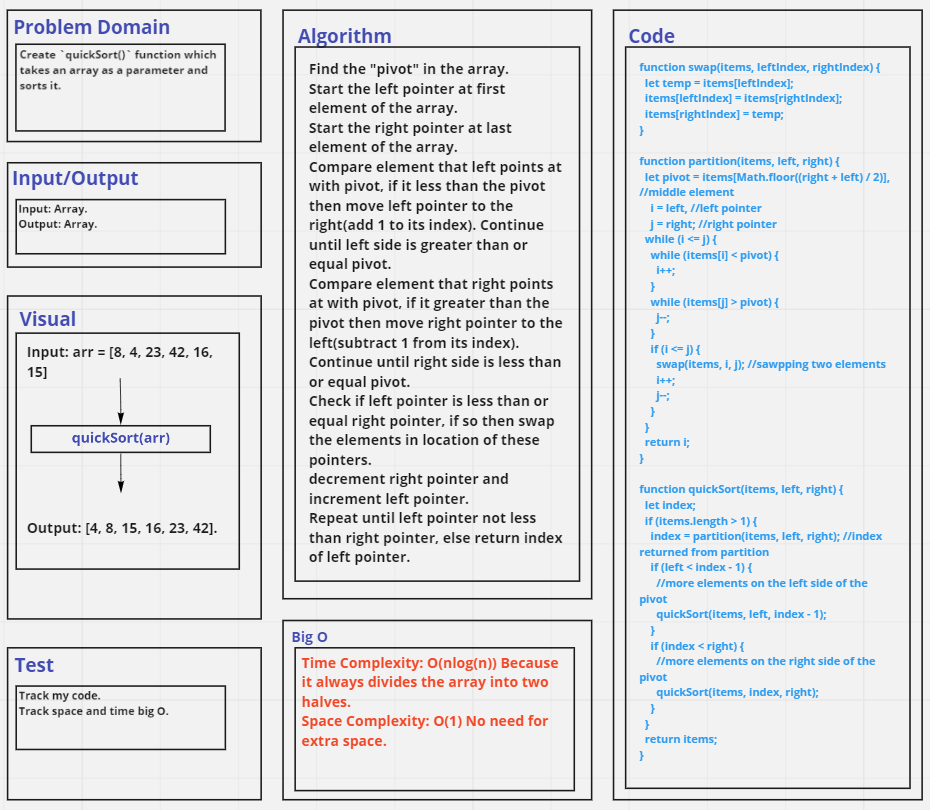 Problem Domain
Create `quickSort()` function which
takes an array as a parameter and
sorts it.
Input/Output
Input: Array.
Output: Array.
Visual
Input: arr = [8, 4, 23, 42, 16,
15]
quickSort(arr)
Output: [4, 8, 15, 16, 23, 42].
Test
Track my code.
Track space and time big O.
Algorithm
Find the "pivot" in the array.
Start the left pointer at first
element of the array.
Start the right pointer at last
element of the array.
Compare element that left points at
with pivot, if it less than the pivot
then move left pointer to the
right(add 1 to its index). Continue
until left side is greater than or
equal pivot.
Compare element that right points
at with pivot, if it greater than the
pivot then move right pointer to the
left(subtract 1 from its index).
Continue until right side is less than
or equal pivot.
Check if left pointer is less than or
equal right pointer, if so then swap
the elements in location of these
pointers.
decrement right pointer and
increment left pointer.
Repeat until left pointer not less
than right pointer, else return index
of left pointer.
Big O
Time Complexity: O(nlog(n)) Because
it always divides the array into two
halves.
Space Complexity: O(1) No need for
extra space.
Code
function swap(items, leftIndex, rightIndex) {
let temp = items[leftIndex];
items[leftIndex] = items[rightIndex];
items[rightIndex] = temp;
}
function partition(items, left, right) {
let pivot = items[Math.floor((right + left) / 2)],
//middle element
i = left, //left pointer
j = right; //right pointer
while (i <= j) {
while (items[i] < pivot) {
i++;
}
while (items[j] > pivot) {
j--;
}
if (i <= j) {
swap(items, i, j); //sawpping two elements
i++;
j--;
}
}
return i;
}
function quickSort(items, left, right) {
let index;
if (items.length > 1) {
index = partition(items, left, right); //index
returned from partition
if (left < index - 1) {
//more elements on the left side of the
pivot
quickSort(items, left, index - 1);
}
if (index < right) {
//more elements on the right side of the
pivot
quickSort(items, index, right);
}
}
return items;
}